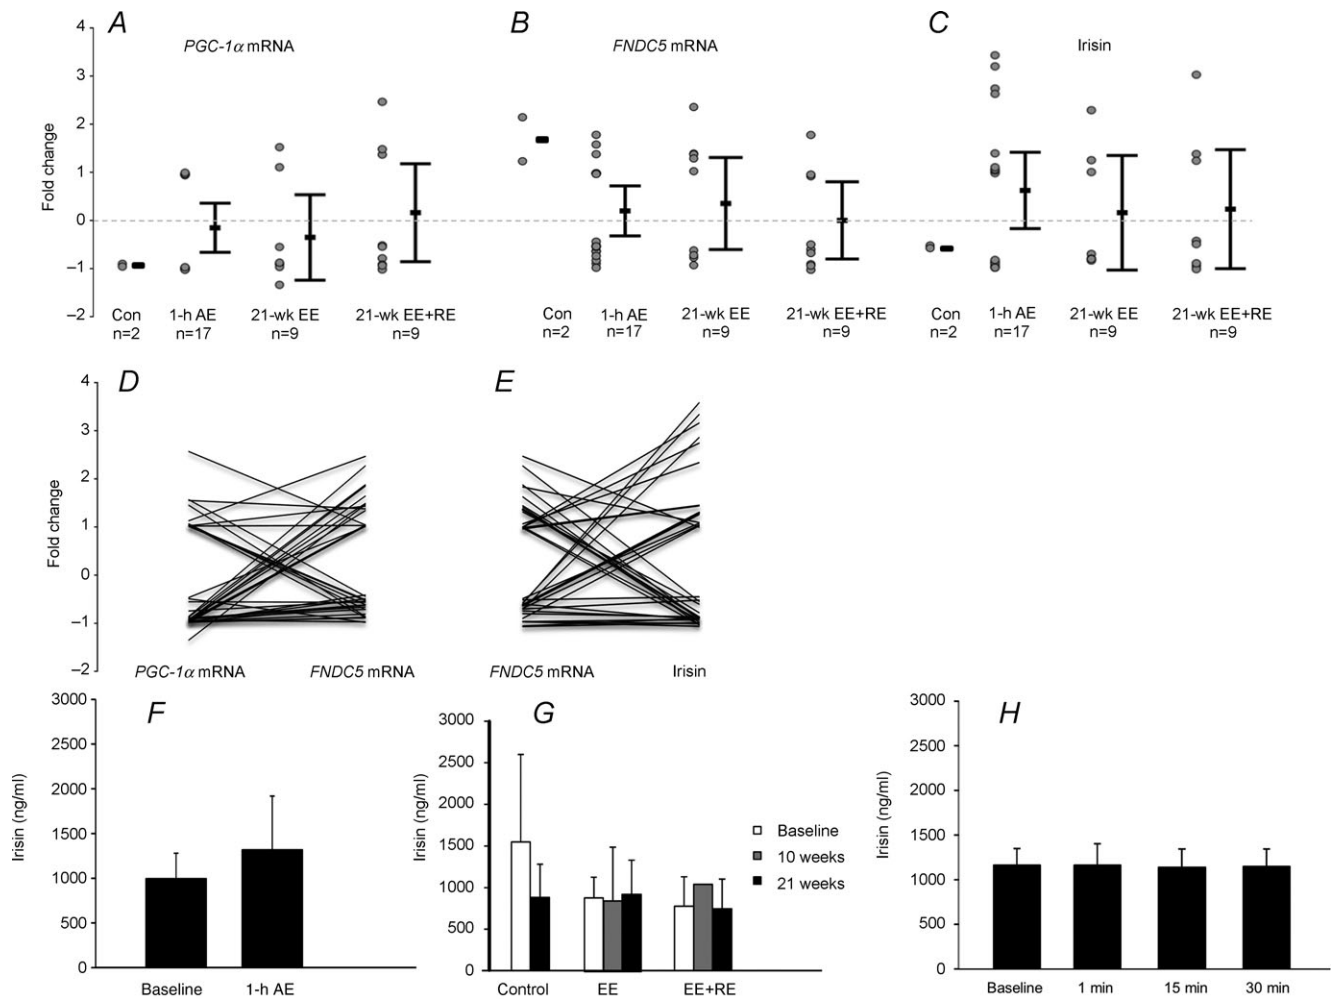 A
B
C
PGC-1α mRNA
FNDC5 mRNA
Irisin
Fold change
4
3
2
1
0
–1
–2
Con
n=2
1-h AE
n=17
21-wk EE
n=9
21-wk EE+RE
n=9
Con
n=2
1-h AE
n=17
21-wk EE
n=9
21-wk EE+RE
n=9
Con
n=2
1-h AE
n=17
21-wk EE
n=9
21-wk EE+RE
n=9
D
E
Fold change
4
3
2
1
0
–1
–2
PGC-1α mRNA
FNDC5 mRNA
FNDC5 mRNA
Irisin
F
Irisin (ng/ml)
3000
2500
2000
1500
1000
500
0
Baseline
1-h AE
G
Irisin (ng/ml)
3000
2500
2000
1500
1000
500
0
Control
EE
EE+RE
Baseline
10 weeks
21 weeks
H
Irisin (ng/ml)
3000
2500
2000
1500
1000
500
0
Baseline
1 min
15 min
30 min